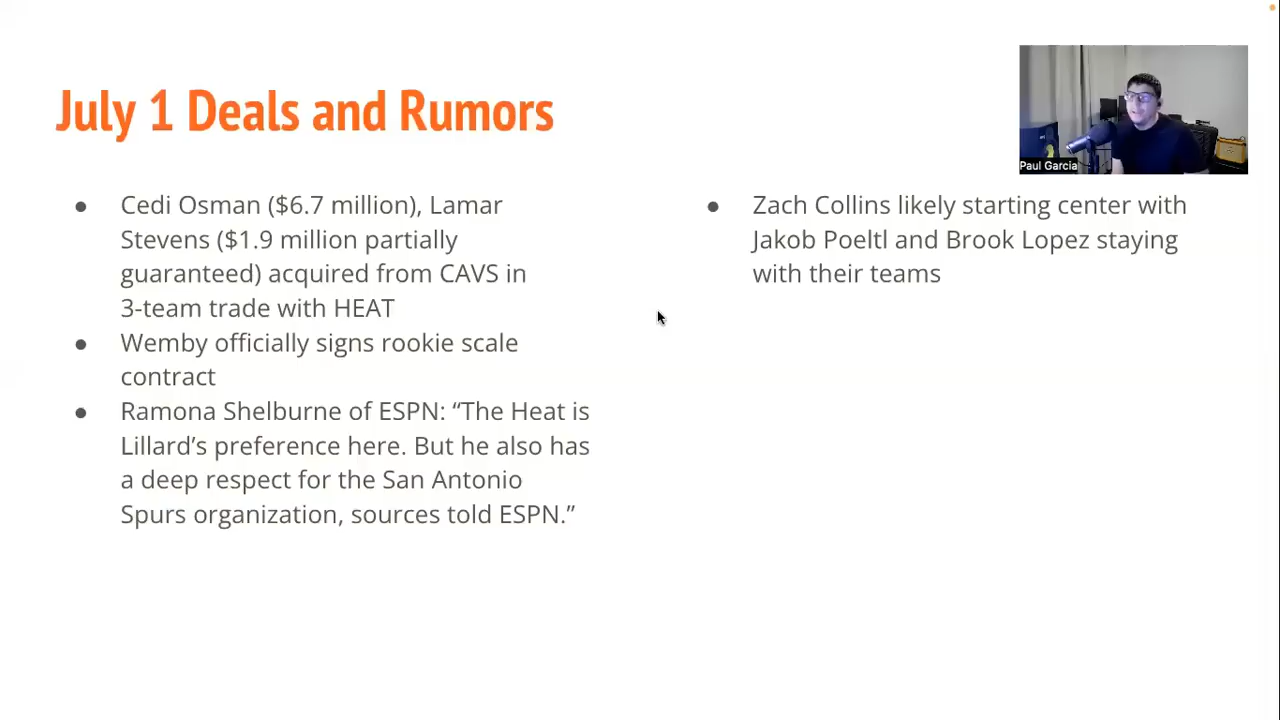 July 1 Deals and Rumors
Paul Garcia
● Cedi Osman ($6.7 million), Lamar
Stevens ($1.9 million partially
guaranteed) acquired from CAVS in
3-team trade with HEAT
● Wemby officially signs rookie scale
contract
● Ramona Shelburne of ESPN: “The Heat is
Lillard’s preference here. But he also has
a deep respect for the San Antonio
Spurs organization, sources told ESPN.”
● Zach Collins likely starting center with
Jakob Poeltl and Brook Lopez staying
with their teams